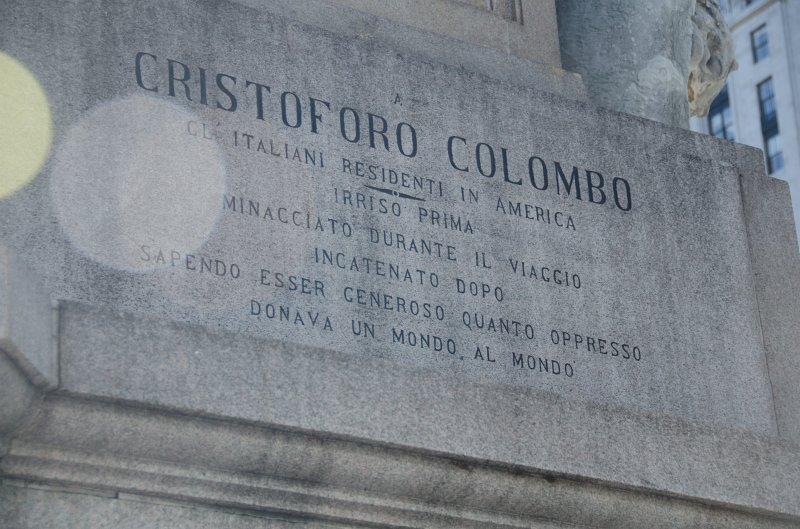 A
CRISTOFORO COLOMBO
GL' ITALIANI RESIDENTI IN AMERICA
IRRISO PRIMA
MINACCIATO DURANTE IL VIAGGIO
INCATENATO DOPO
SAPENDO ESSER GENEROSO QUANTO OPPRESSO
DONAVA UN MONDO AL MONDO